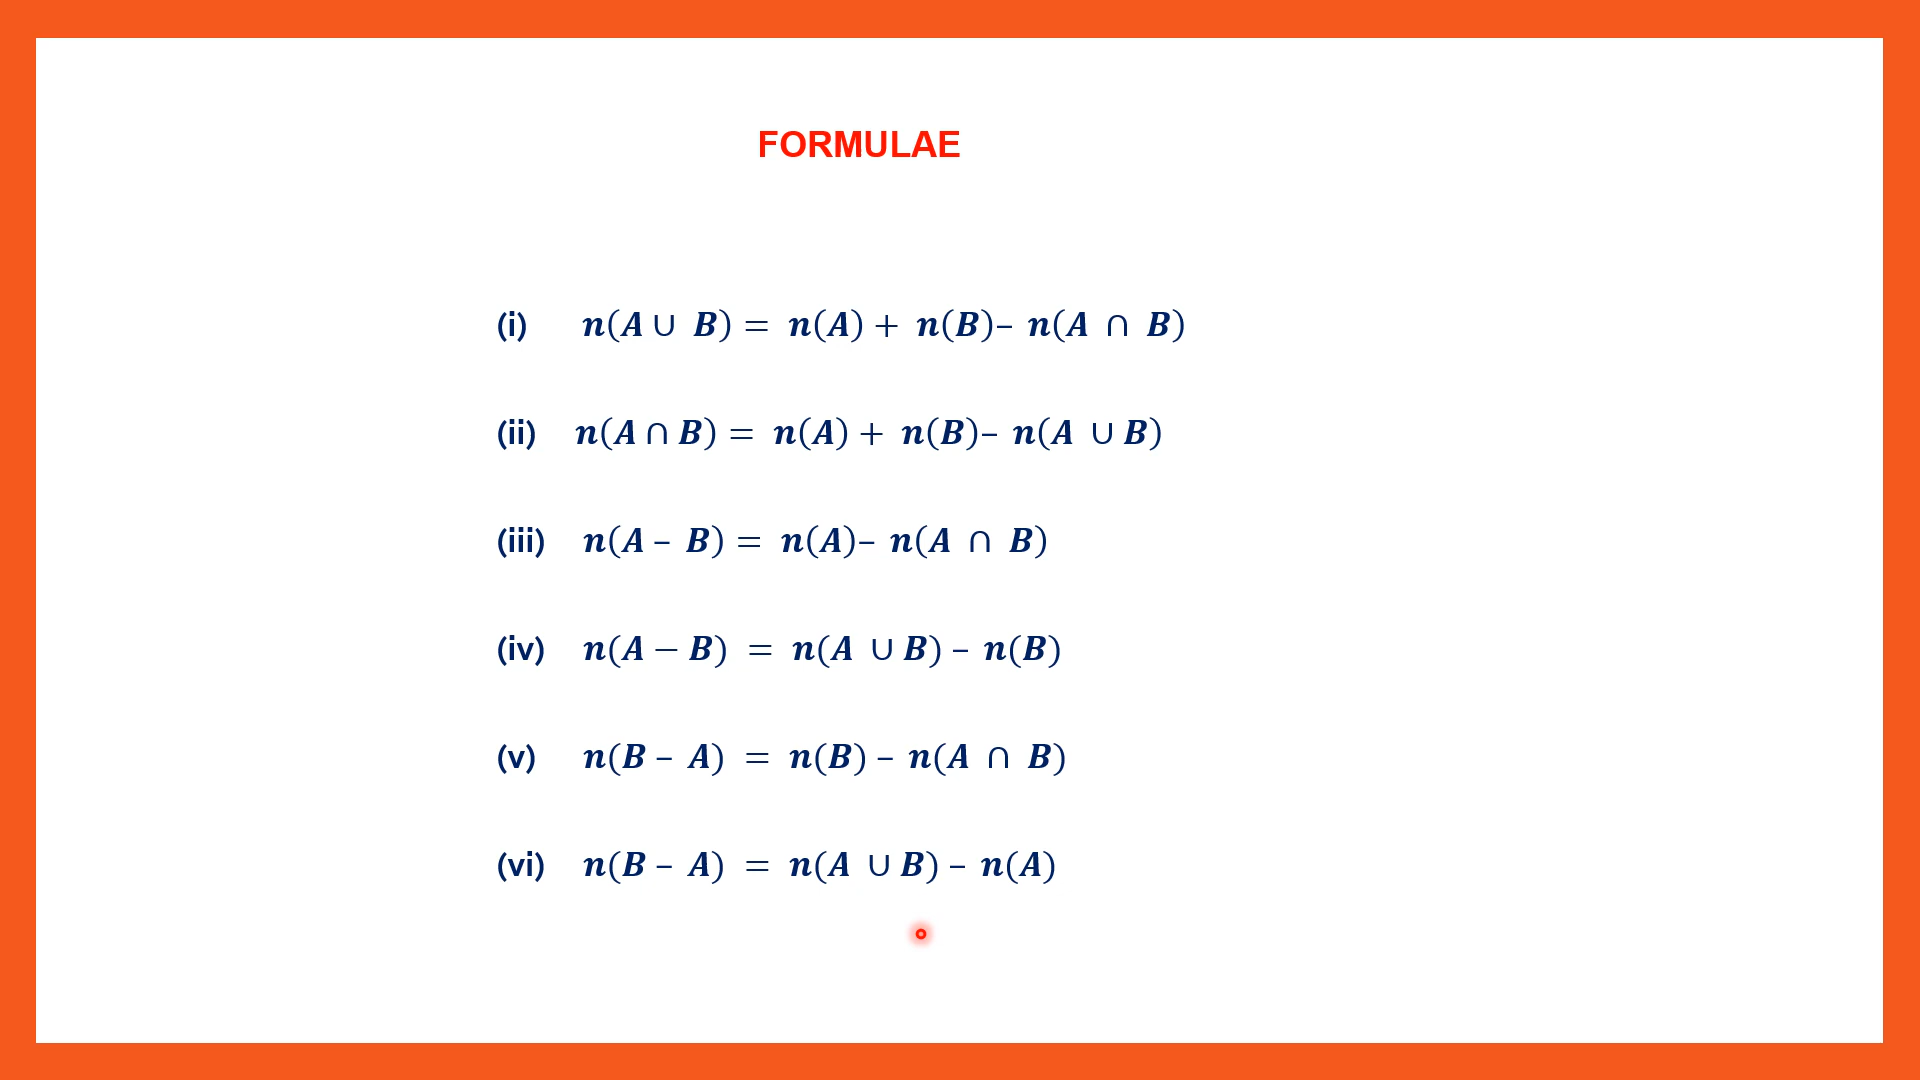 FORMULAE
(i) n(A ∪ B) = n(A) + n(B)– n(A ∩ B)
(ii) n(A ∩ B) = n(A) + n(B)– n(A ∪ B)
(iii) n(A – B) = n(A)– n(A ∩ B)
(iv) n(A − B) = n(A ∪ B) – n(B)
(v) n(B – A) = n(B) – n(A ∩ B)
(vi) n(B – A) = n(A ∪ B) – n(A)